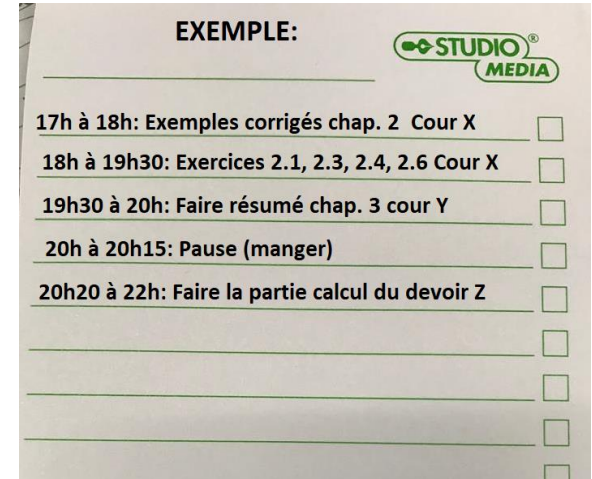 EXEMPLE:
STUDIO®
MEDIA
17h à 18h: Exemples corrigés chap. 2 Cour X
18h à 19h30: Exercices 2.1, 2.3, 2.4, 2.6 Cour X
19h30 à 20h: Faire résumé chap. 3 cour Y
20h à 20h15: Pause (manger)
20h20 à 22h: Faire la partie calcul du devoir Z